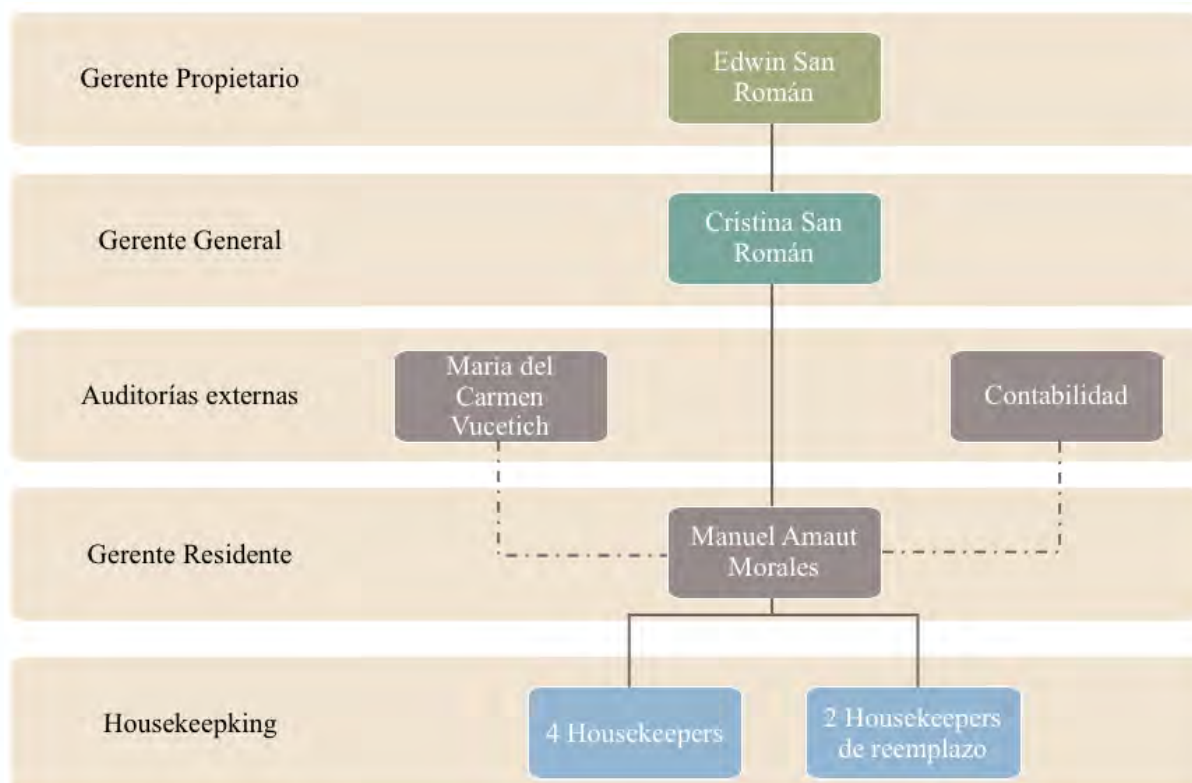 Gerente Propietario
Edwin San
Román
Gerente General
Cristina San
Román
Auditorías externas
Maria del
Carmen
Vucetich
Contabilidad
Gerente Residente
Manuel Amaut
Morales
Housekeepking
4 Housekeepers
2 Housekeepers
de reemplazo